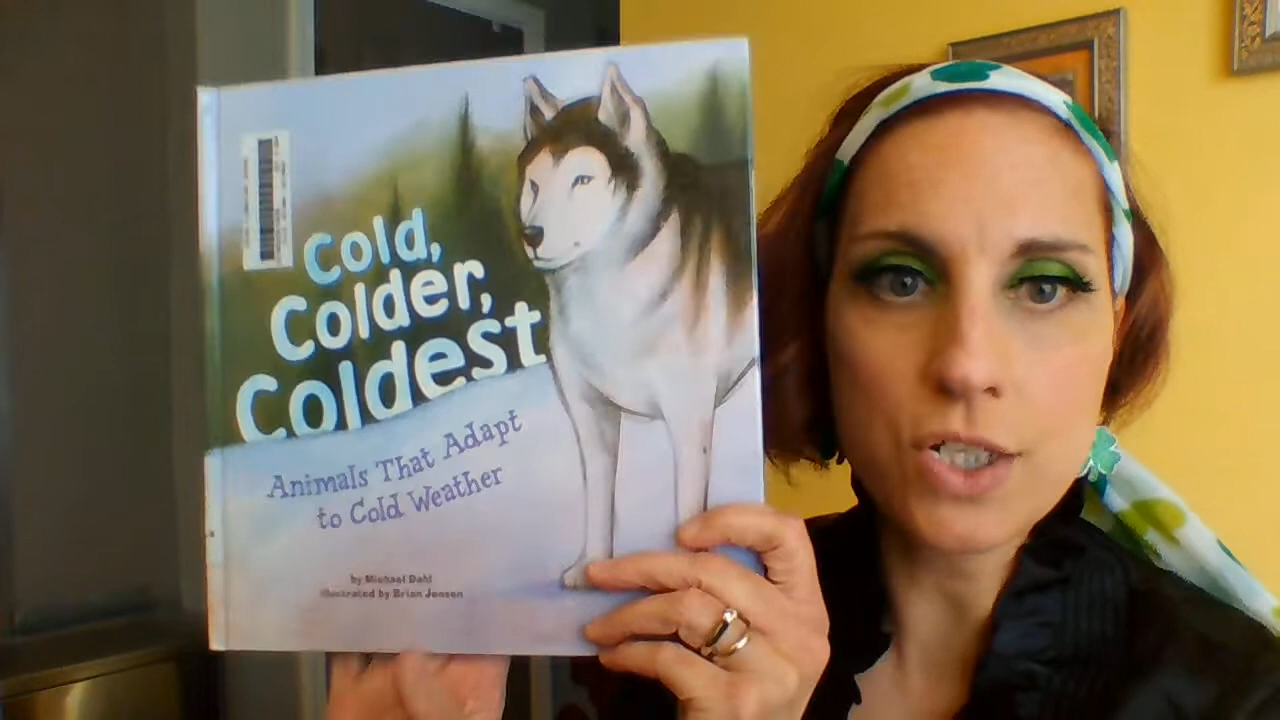 Cold,
Colder,
Coldest
Animals That Adapt
to Cold Weather
by Michael Dahl
illustrated by Brian Jensen